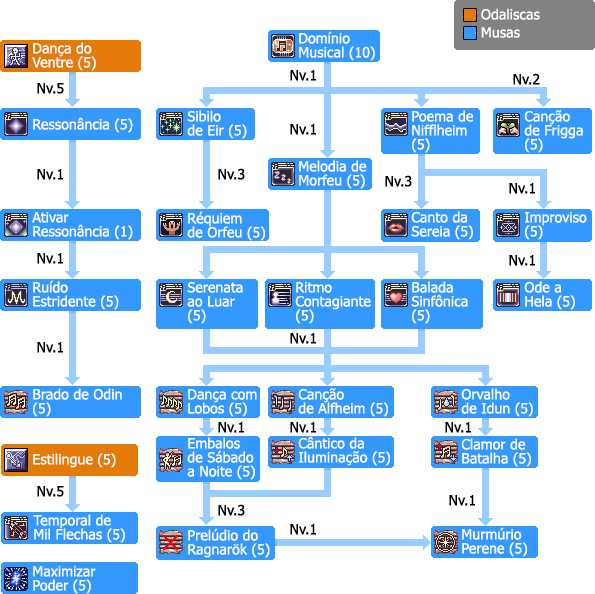 Odaliscas
Musas
Dança do
Ventre (5)
Nv.5
Ressonância (5)
Nv.1
Ativar
Ressonância (1)
Nv.1
Ruído
Estridente (5)
Nv.1
Brado de Odin
(5)
Estilingue (5)
Nv.5
Temporal de
Mil Flechas (5)
Maximizar
Poder (5)
Domínio
Musical (10)
Nv.1
Nv.2
Sibilo
de Eir (5)
Nv.3
Réquiem
de Orfeu (5)
Nv.1
Melodia de
Morfeu (5)
Poema de
Nifflheim
(5)
Canção
de Frigga
(5)
Nv.3
Nv.1
Canto da
Sereia (5)
Improviso
(5)
Nv.1
Ode a
Hela (5)
Serenata
ao Luar
(5)
Ritmo
Contagiante
(5)
Balada
Sinfônica
(5)
Nv.1
Dança com
Lobos (5)
Canção
de Alfheim
(5)
Orvalho
de Idun
(5)
Nv.1
Nv.1
Nv.1
Embalos
de Sábado
a Noite (5)
Cântico da
Iluminação (5)
Clamor de
Batalha (5)
Nv.3
Nv.1
Prelúdio do
Ragnarök (5)
Nv.1
Murmúrio
Perene (5)